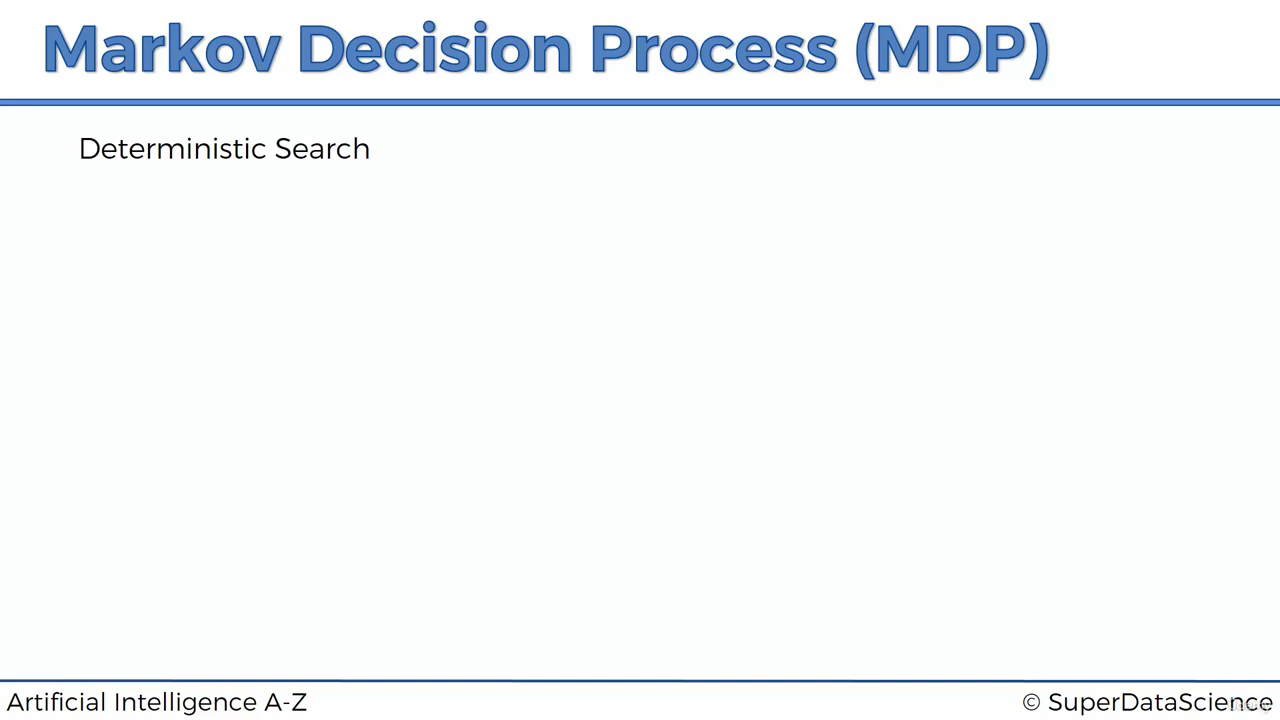 Markov Decision Process (MDP)
Deterministic Search
Artificial Intelligence A-Z
© SuperDataScience